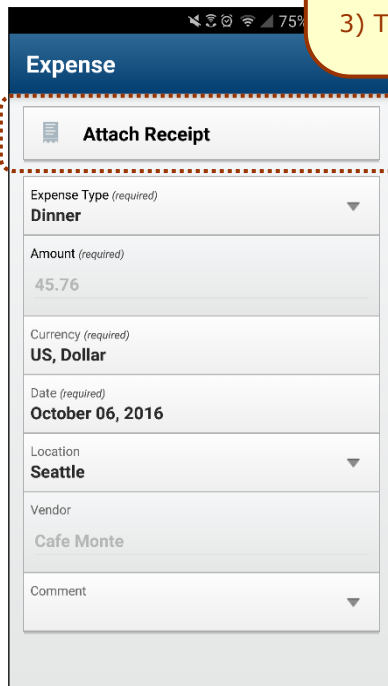 75%
3) T
Expense
Attach Receipt
Expense Type (required)
Dinner
Amount (required)
45.76
Currency (required)
US, Dollar
Date (required)
October 06, 2016
Location
Seattle
Vendor
Cafe Monte
Comment